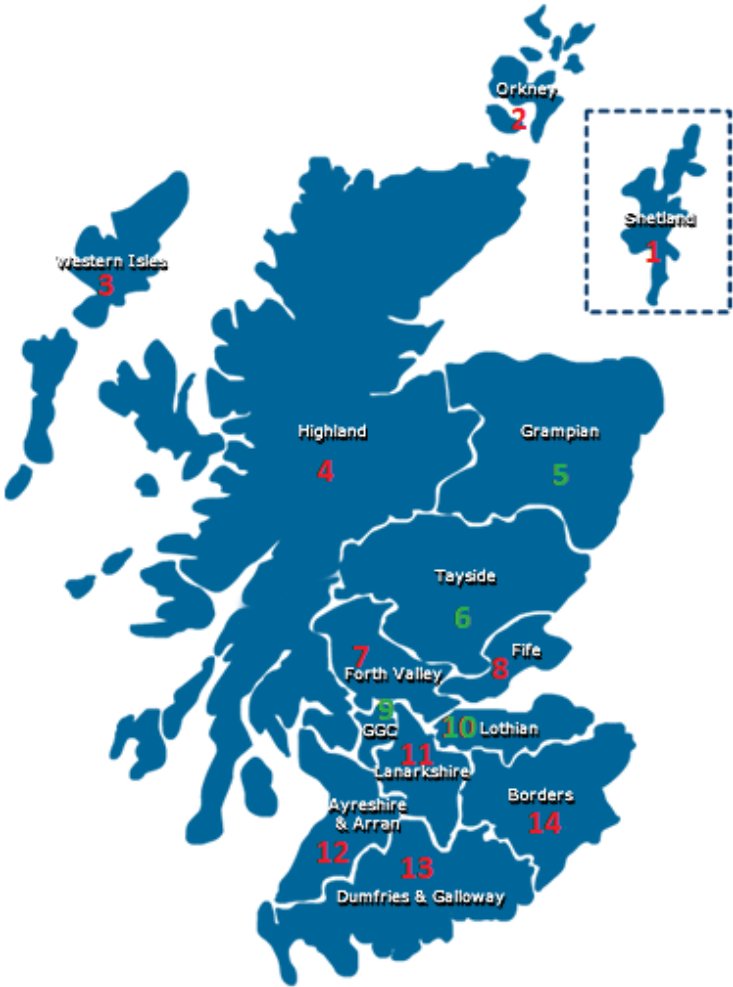 Orkney
2
Shetland
1
Western Isles
3
Highland
4
Grampian
5
Tayside
6
7
Forth Valley
Fife
8
9
GGC
10 Lothian
11
Lanarkshire
Borders
14
Ayreshire
& Arran
12
13
Dumfries & Galloway